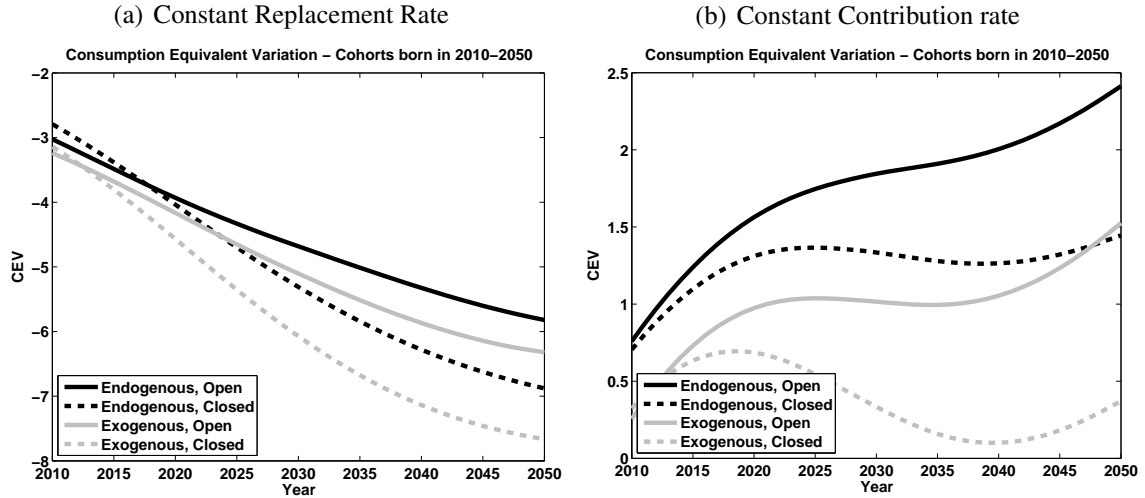 (a) Constant Replacement Rate
Consumption Equivalent Variation – Cohorts born in 2010–2050
−2
−3
−4
−5
−6
−7
−8
CEV
2010 2015 2020 2025 2030 2035 2040 2045 2050
Year
Endogenous, Open
Endogenous, Closed
Exogenous, Open
Exogenous, Closed
(b) Constant Contribution rate
Consumption Equivalent Variation – Cohorts born in 2010–2050
2.5
2
1.5
1
0.5
0
CEV
2010 2015 2020 2025 2030 2035 2040 2045 2050
Year
Endogenous, Open
Endogenous, Closed
Exogenous, Open
Exogenous, Closed